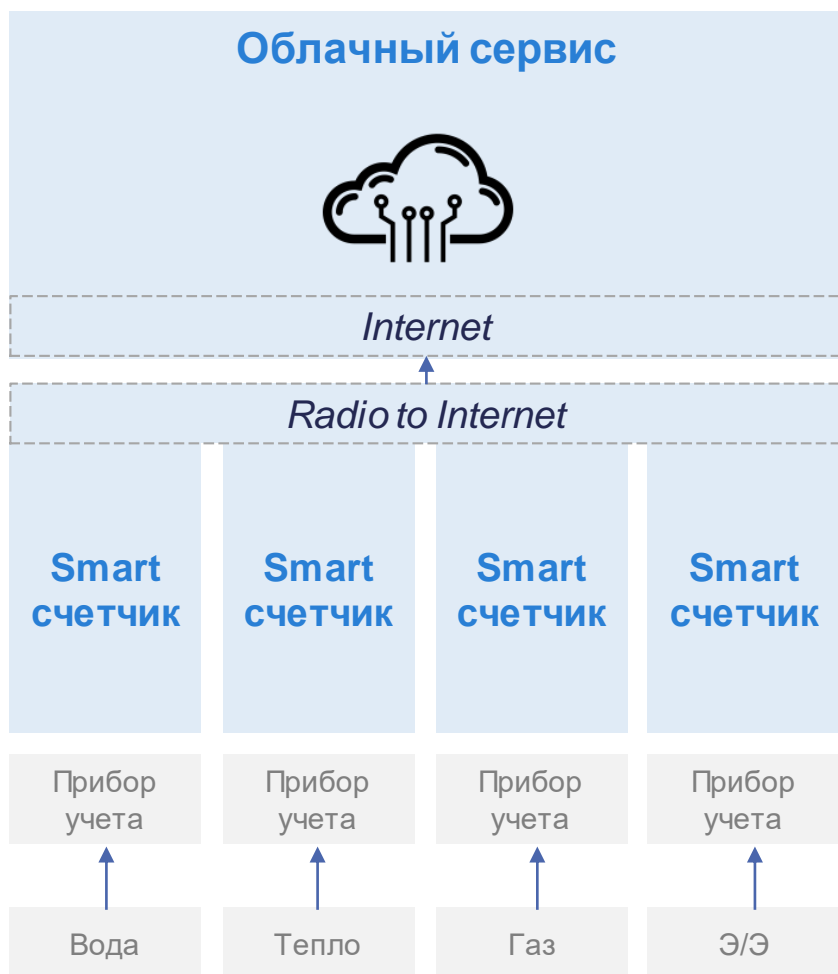 Облачный сервис
Internet
Radio to Internet
Smart
счетчик
Smart
счетчик
Smart
счетчик
Smart
счетчик
Прибор
учета
Прибор
учета
Прибор
учета
Прибор
учета
Вода
Тепло
Газ
Э/Э